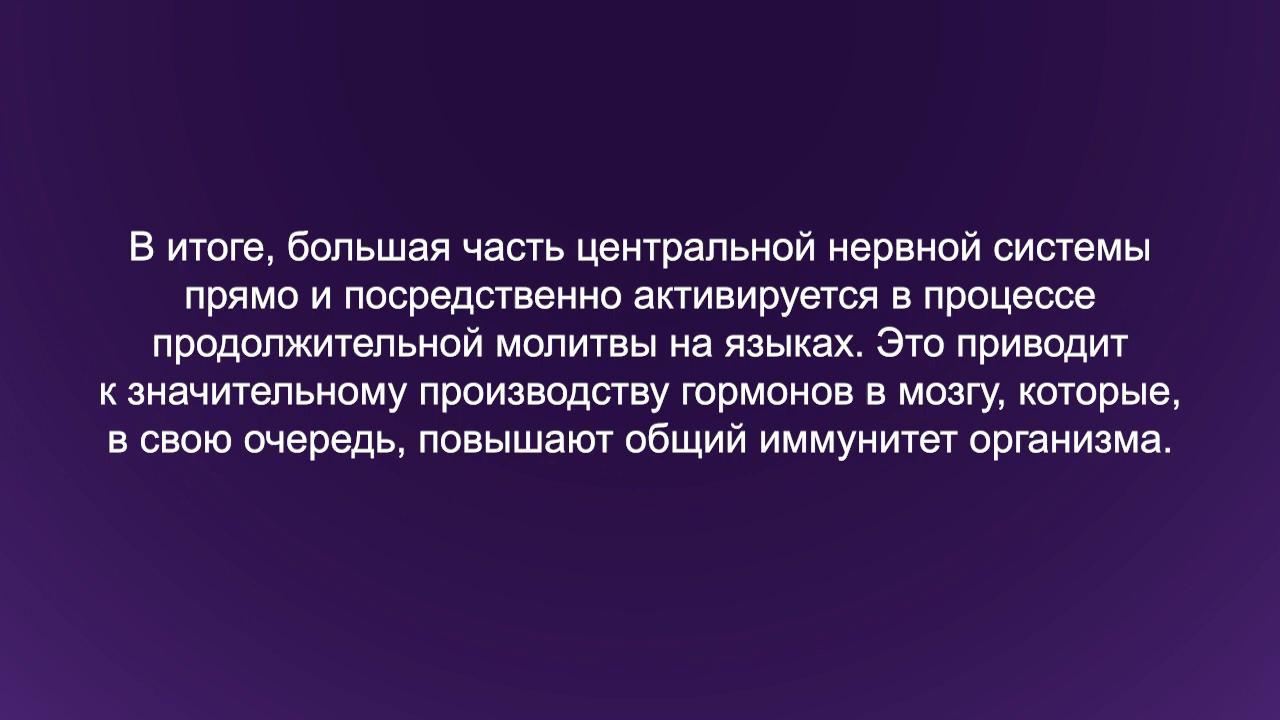 В итоге, большая часть центральной нервной системы
прямо и посредственно активируется в процессе
продолжительной молитвы на языках. Это приводит
к значительному производству гормонов в мозгу, которые,
в свою очередь, повышают общий иммунитет организма.